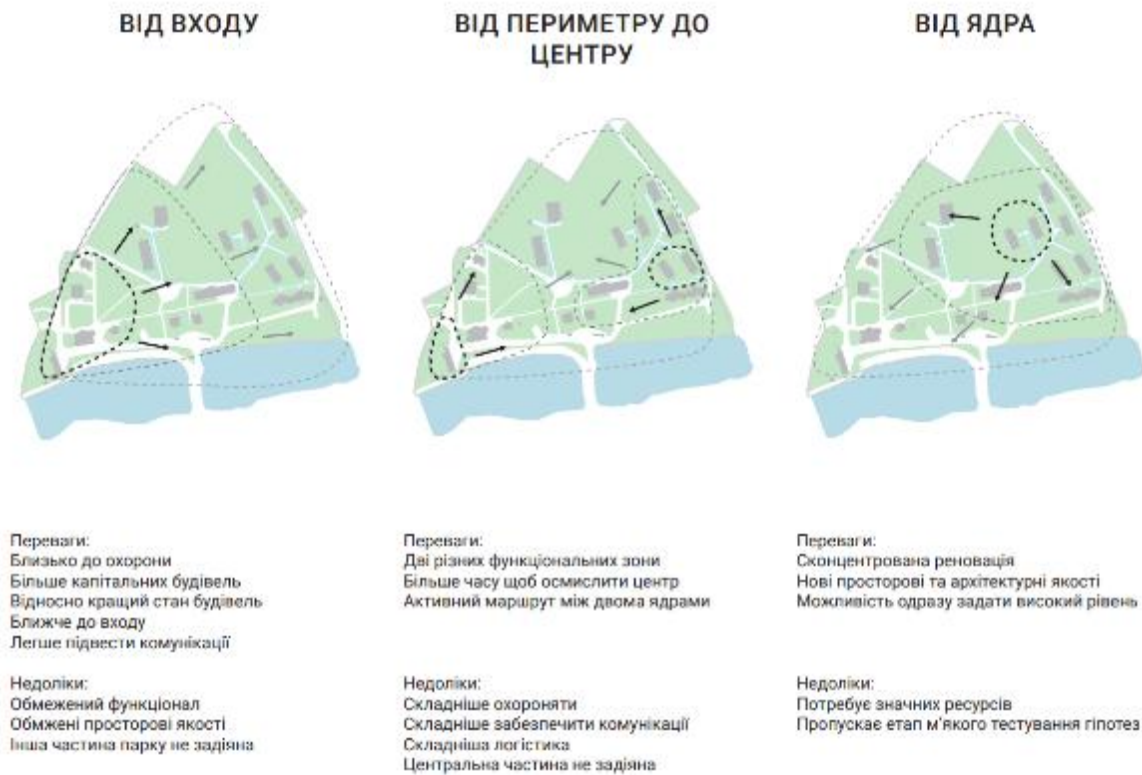 ВІД ВХОДУ
ВІД ПЕРИМЕТРУ ДО
ЦЕНТРУ
ВІД ЯДРА
Переваги:
Близько до охорони
Більше капітальних будівель
Відносно кращий стан будівель
Ближче до входу
Легше підвести комунікації
Недоліки:
Обмежений функціонал
Обмжені просторові якості
Інша частина парку не задіяна
Переваги:
Дві різних функціональних зони
Більше часу щоб осмислити центр
Активний маршрут між двома ядрами
Недоліки:
Складніше охороняти
Складніше забезпечити комунікації
Складніша логістика
Центральна частина не задіяна
Переваги:
Сконцентрована реновація
Нові просторові та архітектурні якості
Можливість одразу задати високий рівень
Недоліки:
Потребує значних ресурсів
Пропускає етап м'якого тестування гіпотез